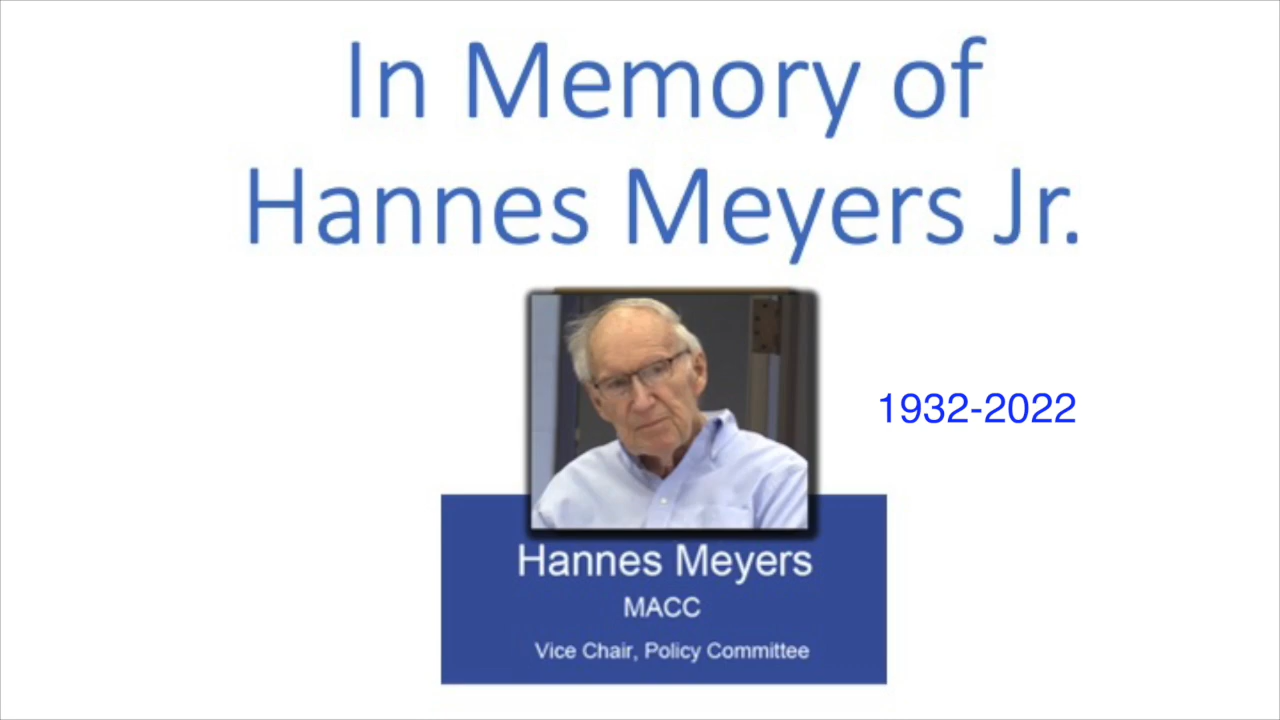 In Memory of
Hannes Meyers Jr.
1932-2022
Hannes Meyers
MACC
Vice Chair, Policy Committee